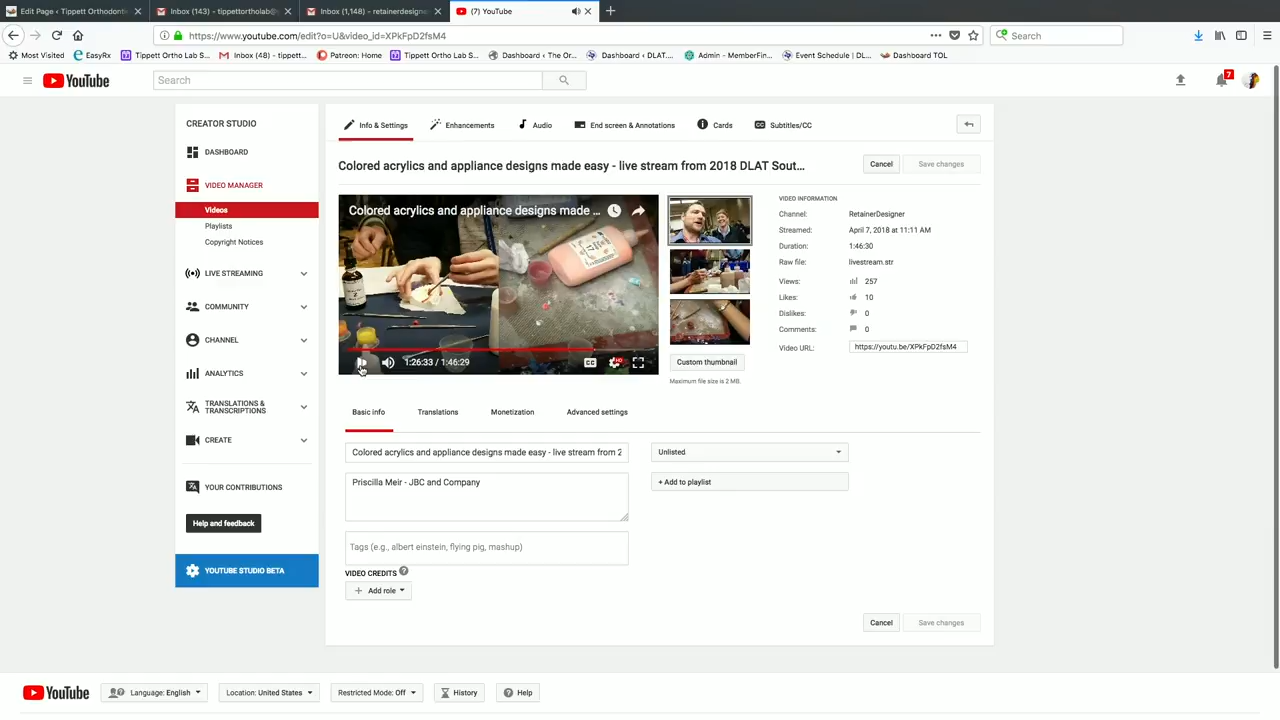 Edit Page ‹ Tippett Orthodont
Inbox (143) - tippettortholab@
Inbox (1,148) - retainerdesigne
(7) YouTube
https://www.youtube.com/edit?o=U&video_id=XPkFpD2fsM4
Search
Most Visited
EasyRx
Tippett Ortho Lab S...
Inbox (48) - tippett...
Patreon: Home
Tippett Ortho Lab S...
Dashboard ‹ The Or...
Dashboard ‹ DLAT...
Admin - MemberFin...
Event Schedule | DL...
Dashboard TOL
YouTube
Search
7
CREATOR STUDIO
DASHBOARD
VIDEO MANAGER
Videos
Playlists
Copyright Notices
LIVE STREAMING
COMMUNITY
CHANNEL
ANALYTICS
TRANSLATIONS &
TRANSCRIPTIONS
CREATE
YOUR CONTRIBUTIONS
Help and feedback
YOUTUBE STUDIO BETA
Info & Settings
Enhancements
Audio
End screen & Annotations
Cards
Subtitles/CC
Colored acrylics and appliance designs made easy - live stream from 2018 DLAT Sout...
Cancel
Save changes
Colored acrylics and appliance designs made ...
1:26:33 / 1:46:29
CC
HD
Custom thumbnail
Maximum file size is 2 MB.
VIDEO INFORMATION
Channel: RetainerDesigner
Streamed: April 7, 2018 at 11:11 AM
Duration: 1:46:30
Raw file: livestream.str
Views: 257
Likes: 10
Dislikes: 0
Comments: 0
Video URL: https://youtu.be/XPkFpD2fsM4
Basic info
Translations
Monetization
Advanced settings
Colored acrylics and appliance designs made easy - live stream from 2
Unlisted
Priscilla Meir - JBC and Company
+ Add to playlist
Tags (e.g., albert einstein, flying pig, mashup)
VIDEO CREDITS ?
+ Add role
Cancel
Save changes
YouTube
Language: English
Location: United States
Restricted Mode: Off
History
Help